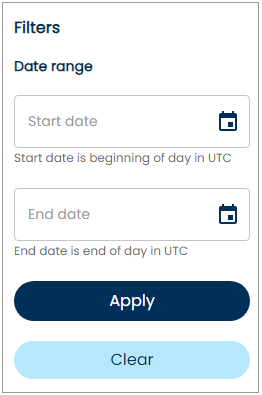 Filters
Date range
Start date
Start date is beginning of day in UTC
End date
End date is end of day in UTC
Apply
Clear